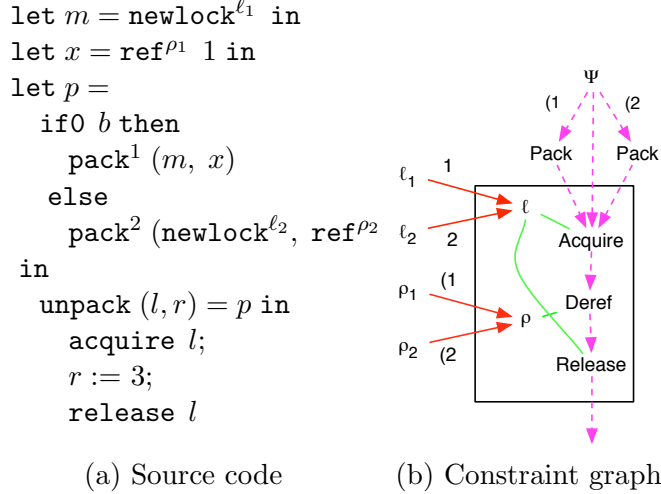 let m = newlock^ℓ1 in
let x = ref^ρ1 1 in
let p =
if0 b then
pack^1 (m, x)
else
pack^2 (newlock^ℓ2, ref^ρ2
in
unpack (l, r) = p in
acquire l;
r := 3;
release l
(a) Source code
Ψ
(1 (2
Pack Pack
ℓ1 1
ℓ
ℓ2 2
Acquire
ρ1 (1
Deref
ρ
ρ2 (2
Release
(b) Constraint graph